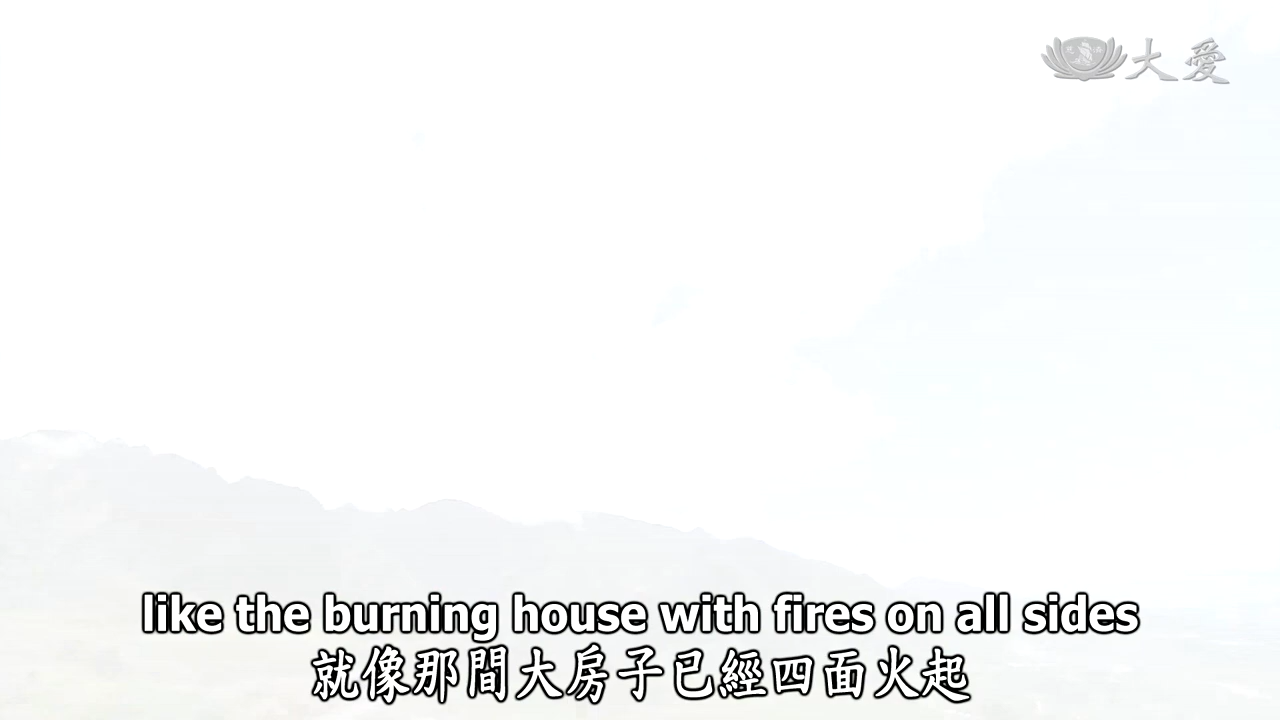 大愛
like the burning house with fires on all sides
就像那間大房子已經四面火起